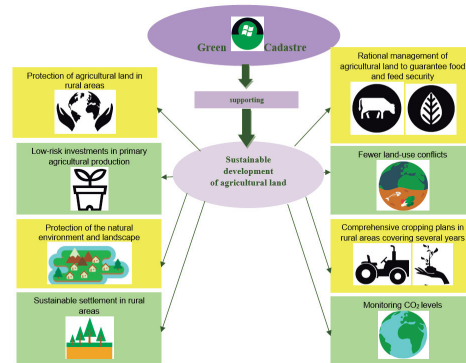 Green Cadastre
supporting
Sustainable
development
of agricultural land
Protection of agricultural land in
rural areas
Low-risk investments in primary
agricultural production
Protection of the natural
environment and landscape
Sustainable settlement in rural
areas
Rational management of
agricultural land to guarantee food
and feed security
Fewer land-use conflicts
Comprehensive cropping plans in
rural areas covering several years
Monitoring CO₂ levels